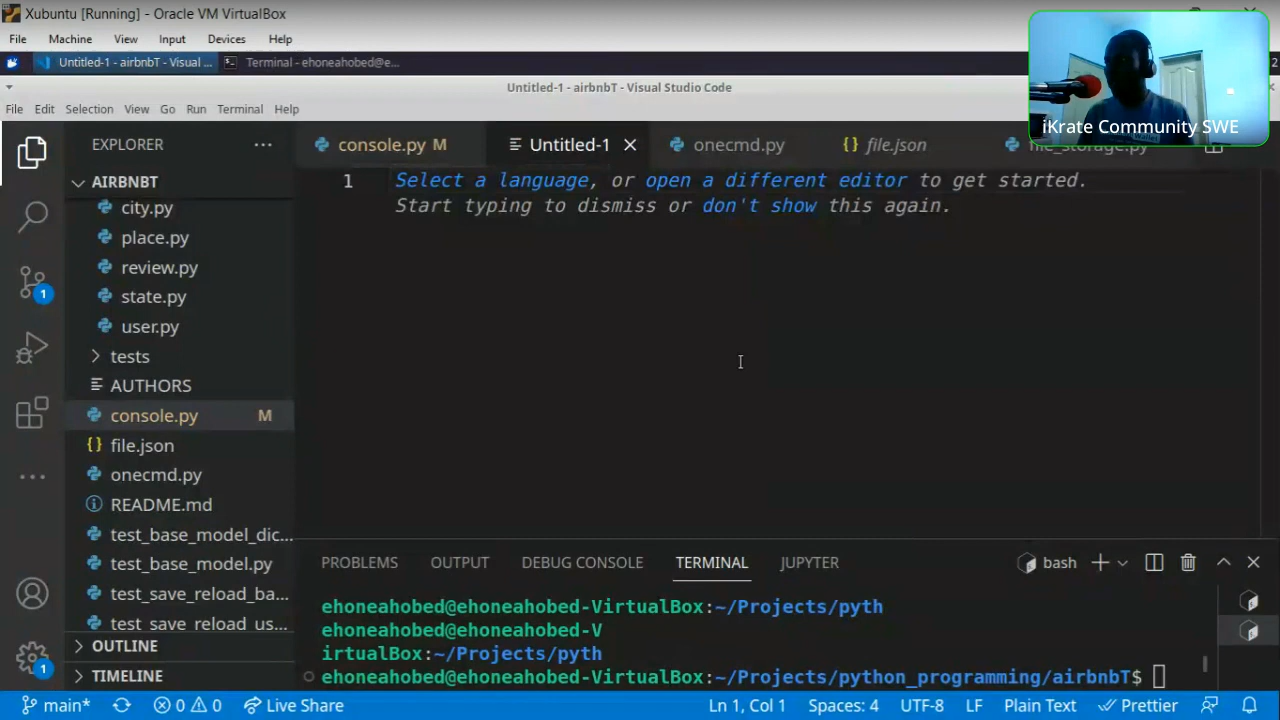 Xubuntu [Running] - Oracle VM VirtualBox
File Machine View Input Devices Help
Untitled-1 - airbnbT - Visual ... Terminal - ehoneahobed@e...
Untitled-1 - airbnbT - Visual Studio Code
File Edit Selection View Go Run Terminal Help
iKrate Community SWE
EXPLORER ...
console.py M Untitled-1 onecmd.py {} file.json file_storage.py
AIRBNBT
city.py
place.py
review.py
state.py
user.py
tests
AUTHORS
console.py M
{} file.json
onecmd.py
README.md
test_base_model_dic...
test_base_model.py
test_save_reload_ba...
test_save_reload_us...
OUTLINE
TIMELINE
1
1
1 Select a language, or open a different editor to get started.
Start typing to dismiss or don't show this again.
PROBLEMS OUTPUT DEBUG CONSOLE TERMINAL JUPYTER bash
ehoneahobed@ehoneahobed-VirtualBox:~/Projects/pyth
ehoneahobed@ehoneahobed-V
irtualBox:~/Projects/pyth
ehoneahobed@ehoneahobed-VirtualBox:~/Projects/python_programming/airbnbT$
main* 0 0 Live Share Ln 1, Col 1 Spaces: 4 UTF-8 LF Plain Text Prettier